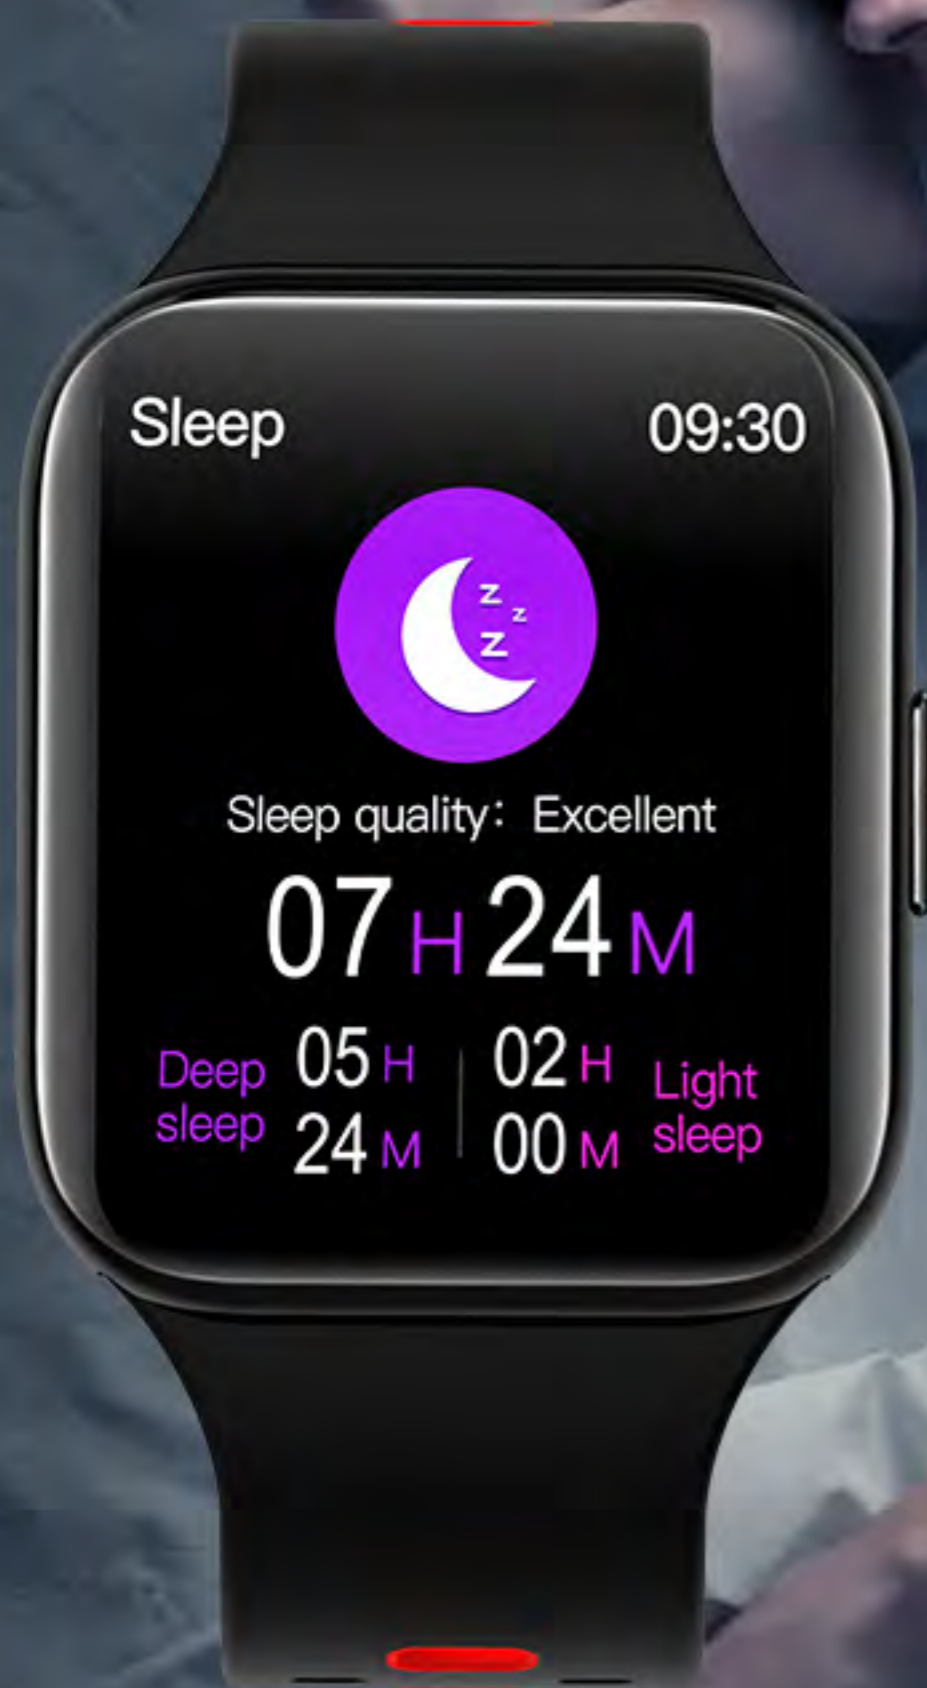 Sleep 09:30
z
z
z
Sleep quality: Excellent
07 H 24 M
Deep sleep 05 H 24 M
02 H 00 M Light sleep